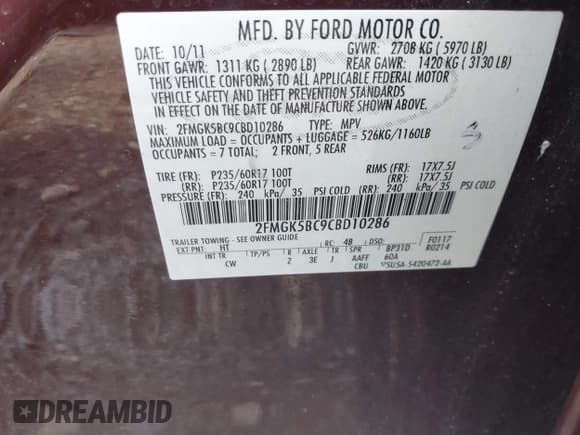 MFD. BY FORD MOTOR CO.
DATE: 10/11 GVWR: 2708 KG ( 5970 LB)
FRONT GAWR: 1311 KG ( 2890 LB) REAR GAWR: 1420 KG ( 3130 LB)
THIS VEHICLE CONFORMS TO ALL APPLICABLE FEDERAL MOTOR
VEHICLE SAFETY AND THEFT PREVENTION STANDARDS
IN EFFECT ON THE DATE OF MANUFACTURE SHOWN ABOVE.
VIN: 2FMGK5BC9CBD10286 TYPE: MPV
MAXIMUM LOAD = OCCUPANTS + LUGGAGE = 526KG/1160LB
OCCUPANTS = 7 TOTAL: 2 FRONT, 5 REAR
TIRE (FR): P235/60R17 100T RIMS (FR): 17X7.5J
(RR): P235/60R17 100T (RR): 17X7.5J
PRESSURE (FR): 240 kPa/ 35 PSI COLD (RR): 240 kPa/ 35 PSI COLD
2FMGK5BC9CBD10286
TRAILER TOWING - SEE OWNER GUIDE RC: 48 DSO: F0117
EXT PNT: HT INT TR TP/PS R AXLE TR SPR BP31D R0214
CW Z 3E J AAFF 60A
CBU
DREAMBID